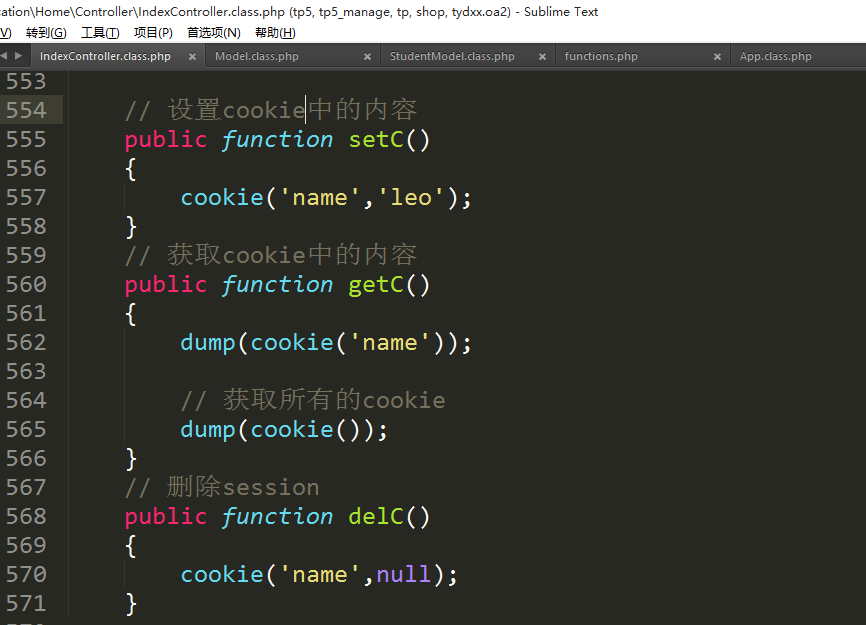 cation\Home\Controller\IndexController.class.php (tp5, tp5_manage, tp, shop, tydxx.oa2) - Sublime Text
V) 转到(G) 工具(T) 项目(P) 首选项(N) 帮助(H)
IndexController.class.php × Model.class.php × StudentModel.class.php × functions.php × App.class.php
553
554 // 设置cookie中的内容
555 public function setC()
556 {
557 cookie('name','leo');
558 }
559 // 获取cookie中的内容
560 public function getC()
561 {
562 dump(cookie('name'));
563
564 // 获取所有的cookie
565 dump(cookie());
566 }
567 // 删除session
568 public function delC()
569 {
570 cookie('name',null);
571 }